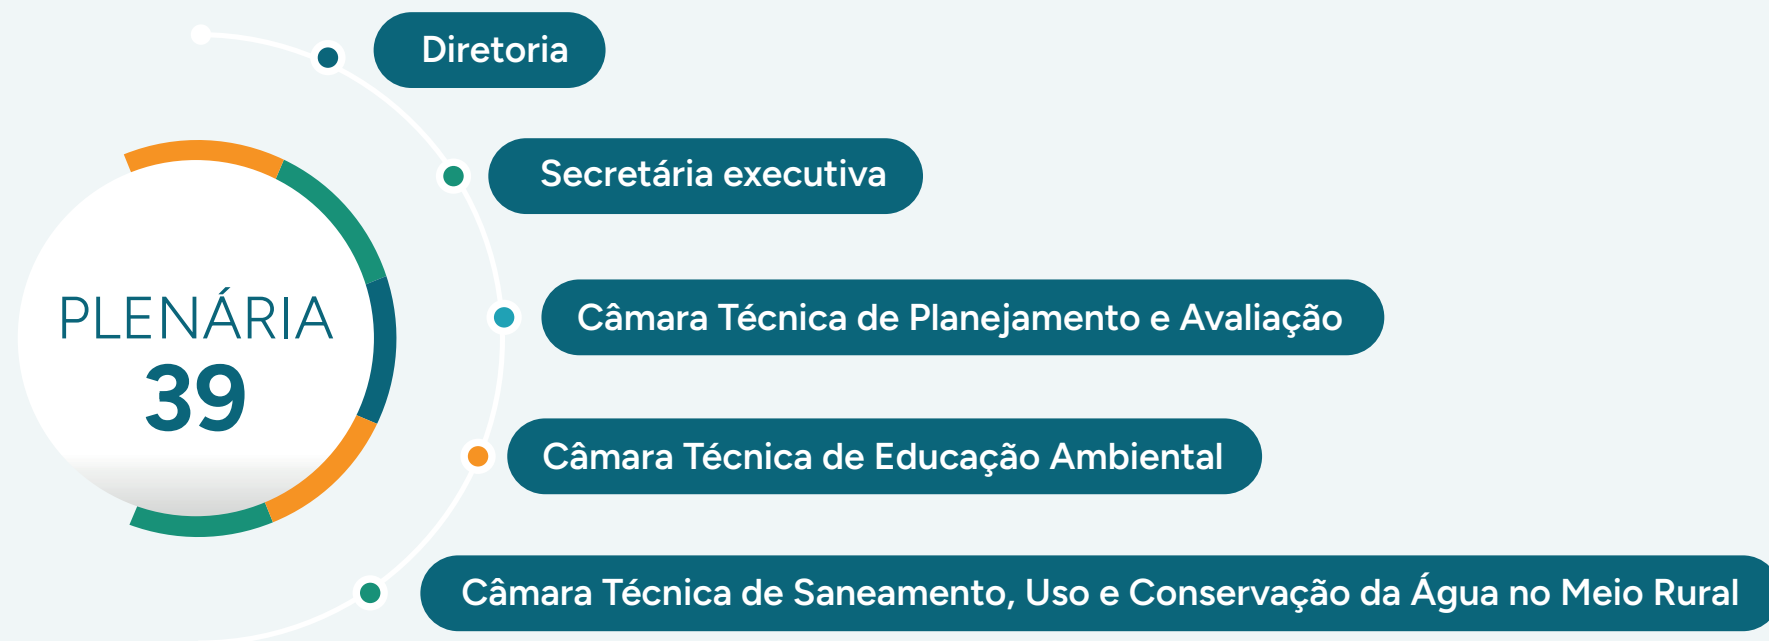 PLENÁRIA
39
Diretoria
Secretária executiva
Câmara Técnica de Planejamento e Avaliação
Câmara Técnica de Educação Ambiental
Câmara Técnica de Saneamento, Uso e Conservação da Água no Meio Rural